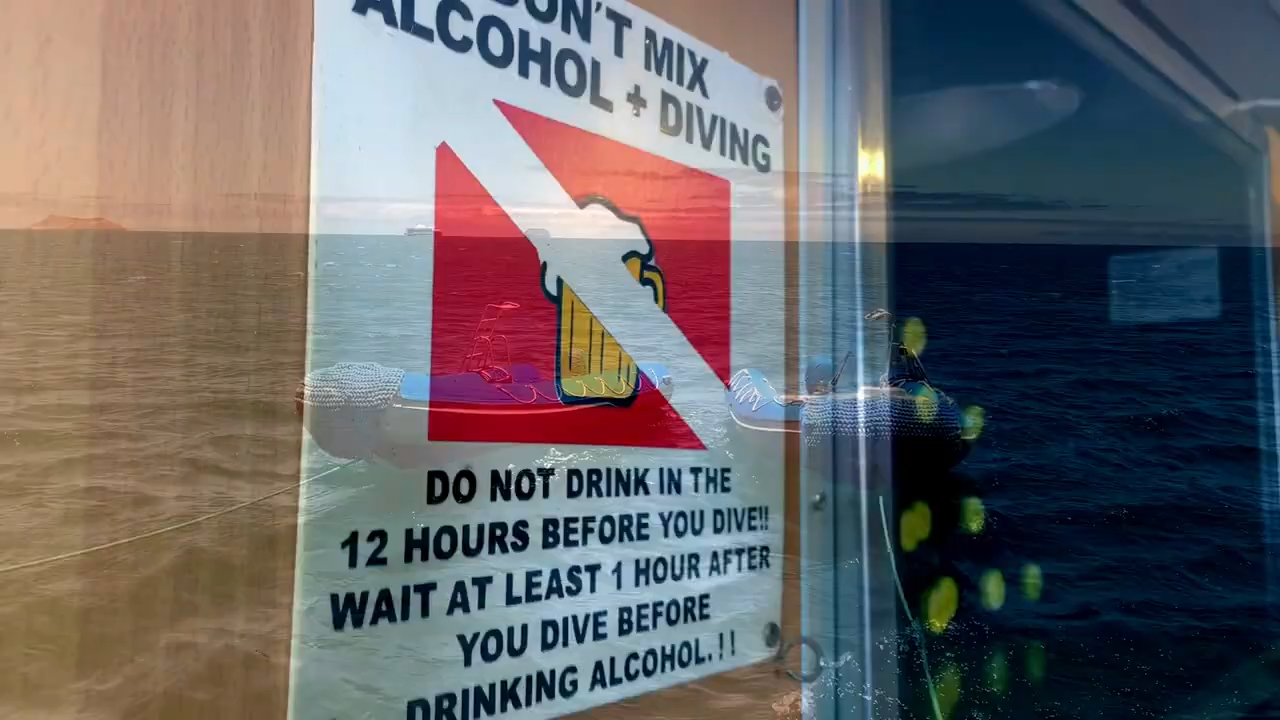 DON'T MIX
ALCOHOL + DIVING
DO NOT DRINK IN THE
12 HOURS BEFORE YOU DIVE!!
WAIT AT LEAST 1 HOUR AFTER
YOU DIVE BEFORE
DRINKING ALCOHOL.!!